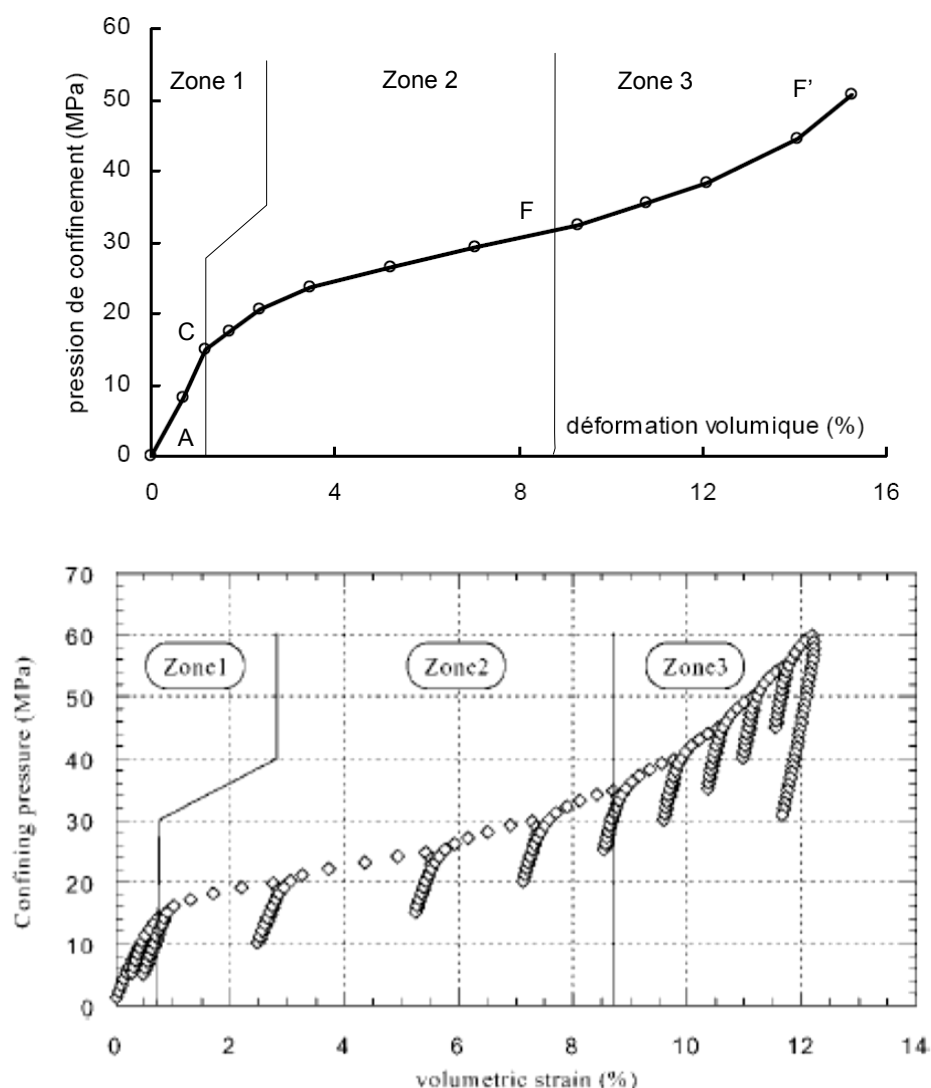 60
Zone 1 Zone 2 Zone 3 F'
50
40
F
30
20
C
10
A
déformation volumique (%)
0
0 4 8 12 16
pression de confinement (MPa)
70
60
Zone1 Zone2 Zone3
50
40
30
20
10
0
0 2 4 6 8 10 12 14
Confining pressure (MPa)
volumetric strain (%)